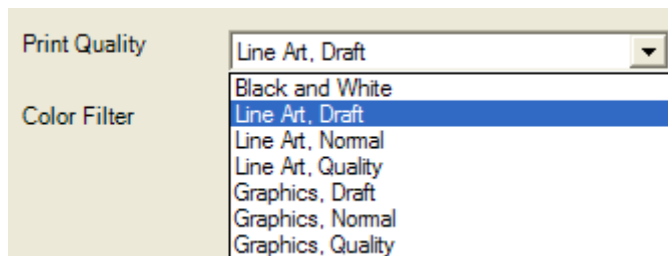 Print Quality
Line Art, Draft
Black and White
Color Filter
Line Art, Draft
Line Art, Normal
Line Art, Quality
Graphics, Draft
Graphics, Normal
Graphics, Quality